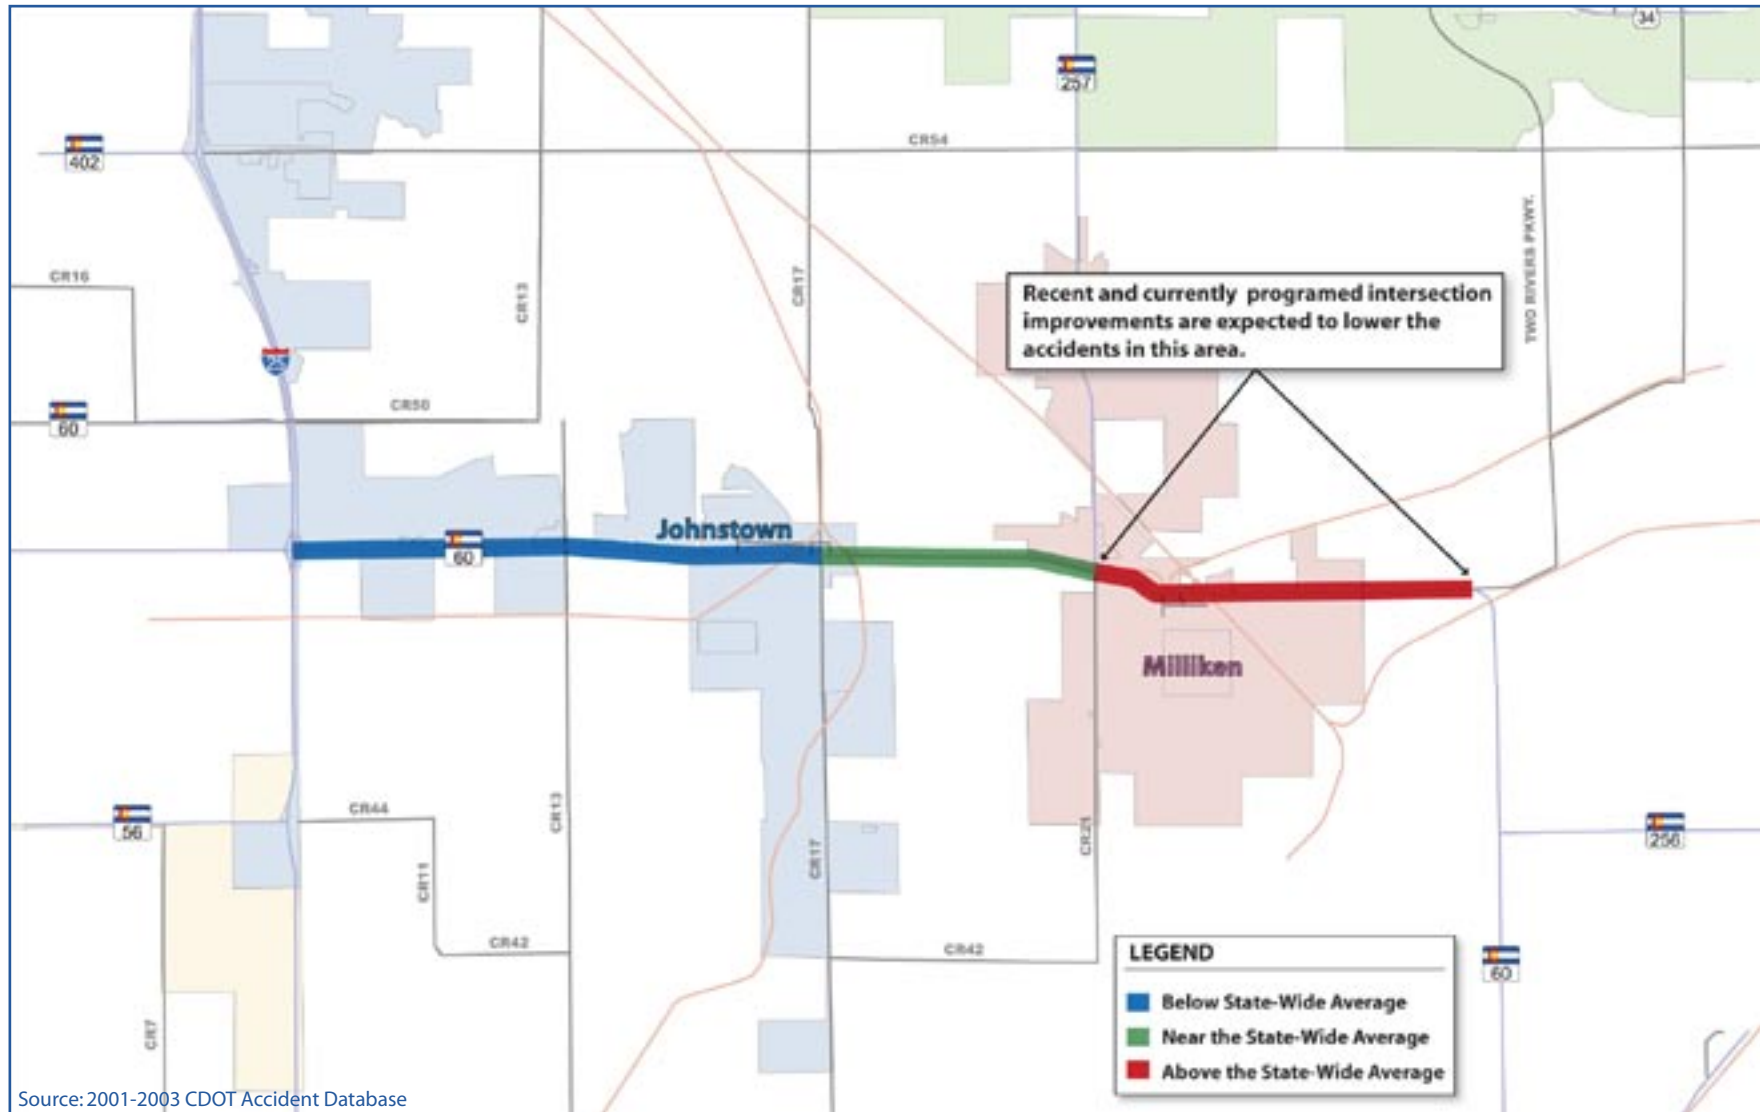 34
257
402
CR54
TWO RIVERS PKWY.
CR16
CR13
CR17
Recent and currently programed intersection
improvements are expected to lower the
accidents in this area.
25
60
CR50
Johnstown
60
Milliken
56
CR44
CR13
CR11
CR17
CR21
256
CR42
CR42
60
CR7
LEGEND
Below State-Wide Average
Near the State-Wide Average
Above the State-Wide Average
Source: 2001-2003 CDOT Accident Database